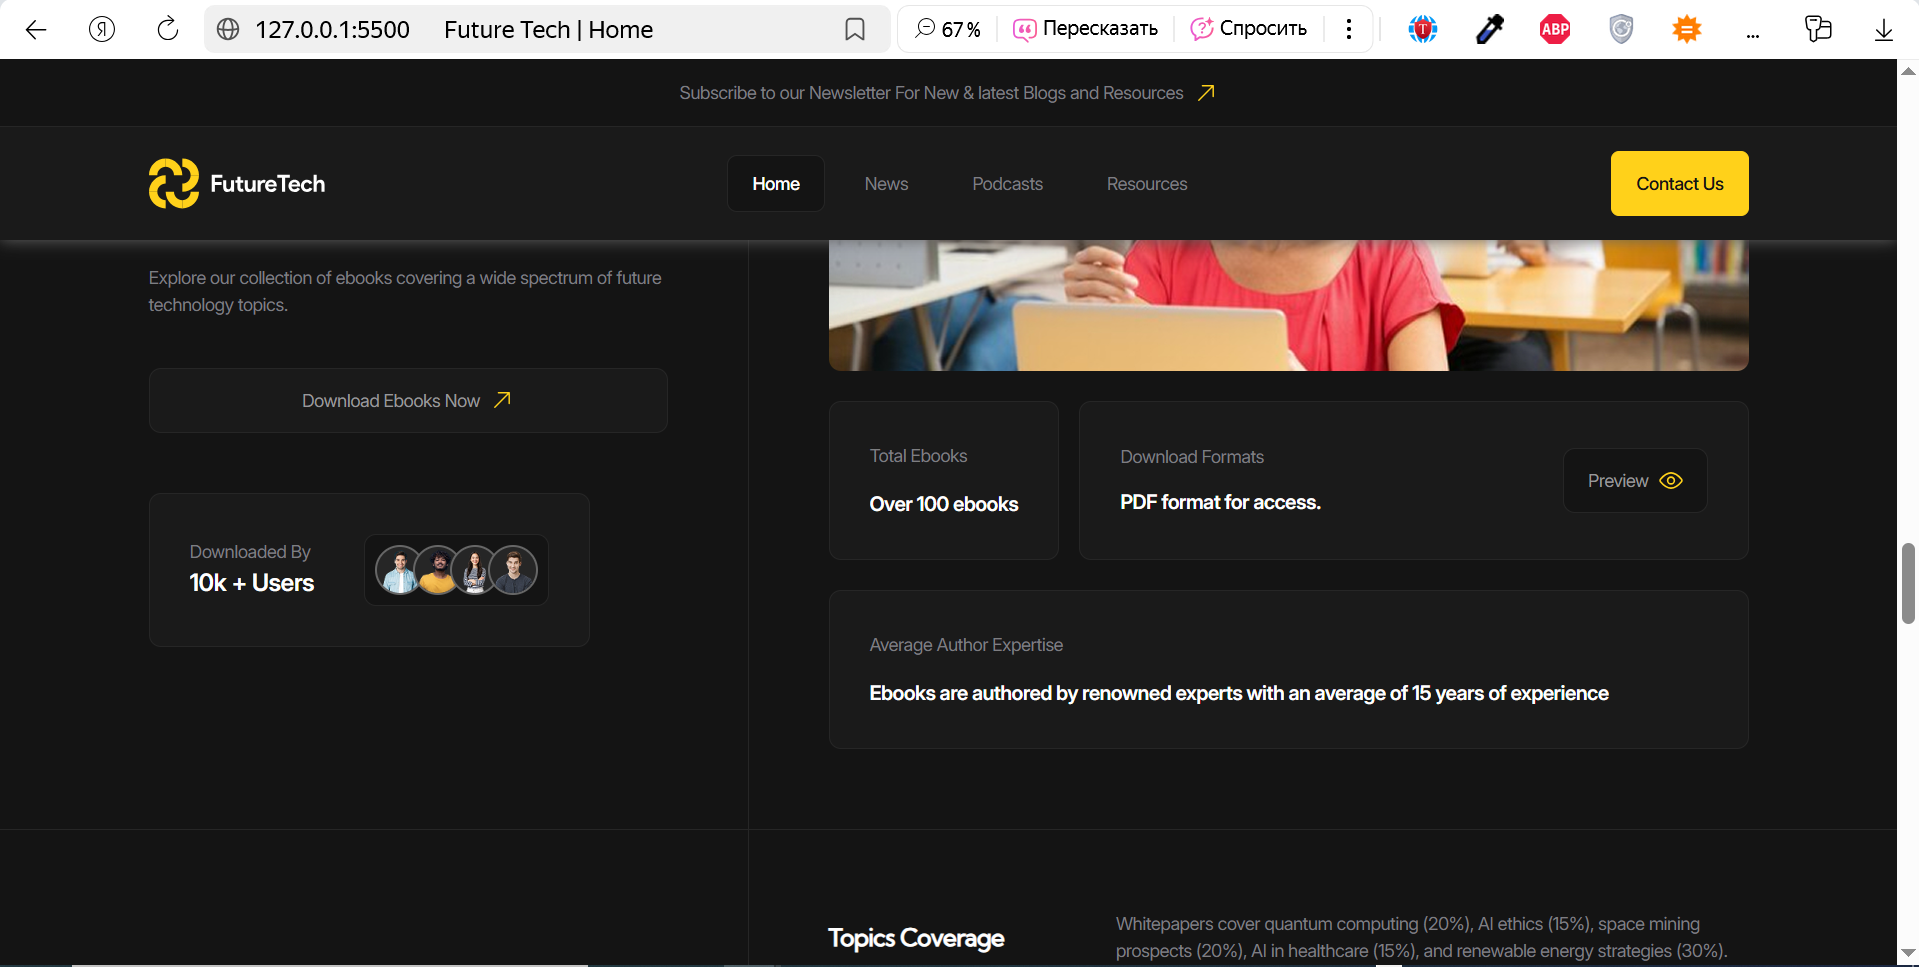 127.0.0.1:5500 Future Tech | Home 67 % Пересказать Спросить
ABP
Subscribe to our Newsletter For New & latest Blogs and Resources
FutureTech Home News Podcasts Resources Contact Us
Explore our collection of ebooks covering a wide spectrum of future
technology topics.
Download Ebooks Now
Downloaded By
10k + Users
Total Ebooks
Over 100 ebooks
Download Formats
PDF format for access.
Preview
Average Author Expertise
Ebooks are authored by renowned experts with an average of 15 years of experience
Topics Coverage
Whitepapers cover quantum computing (20%), AI ethics (15%), space mining
prospects (20%), AI in healthcare (15%), and renewable energy strategies (30%).